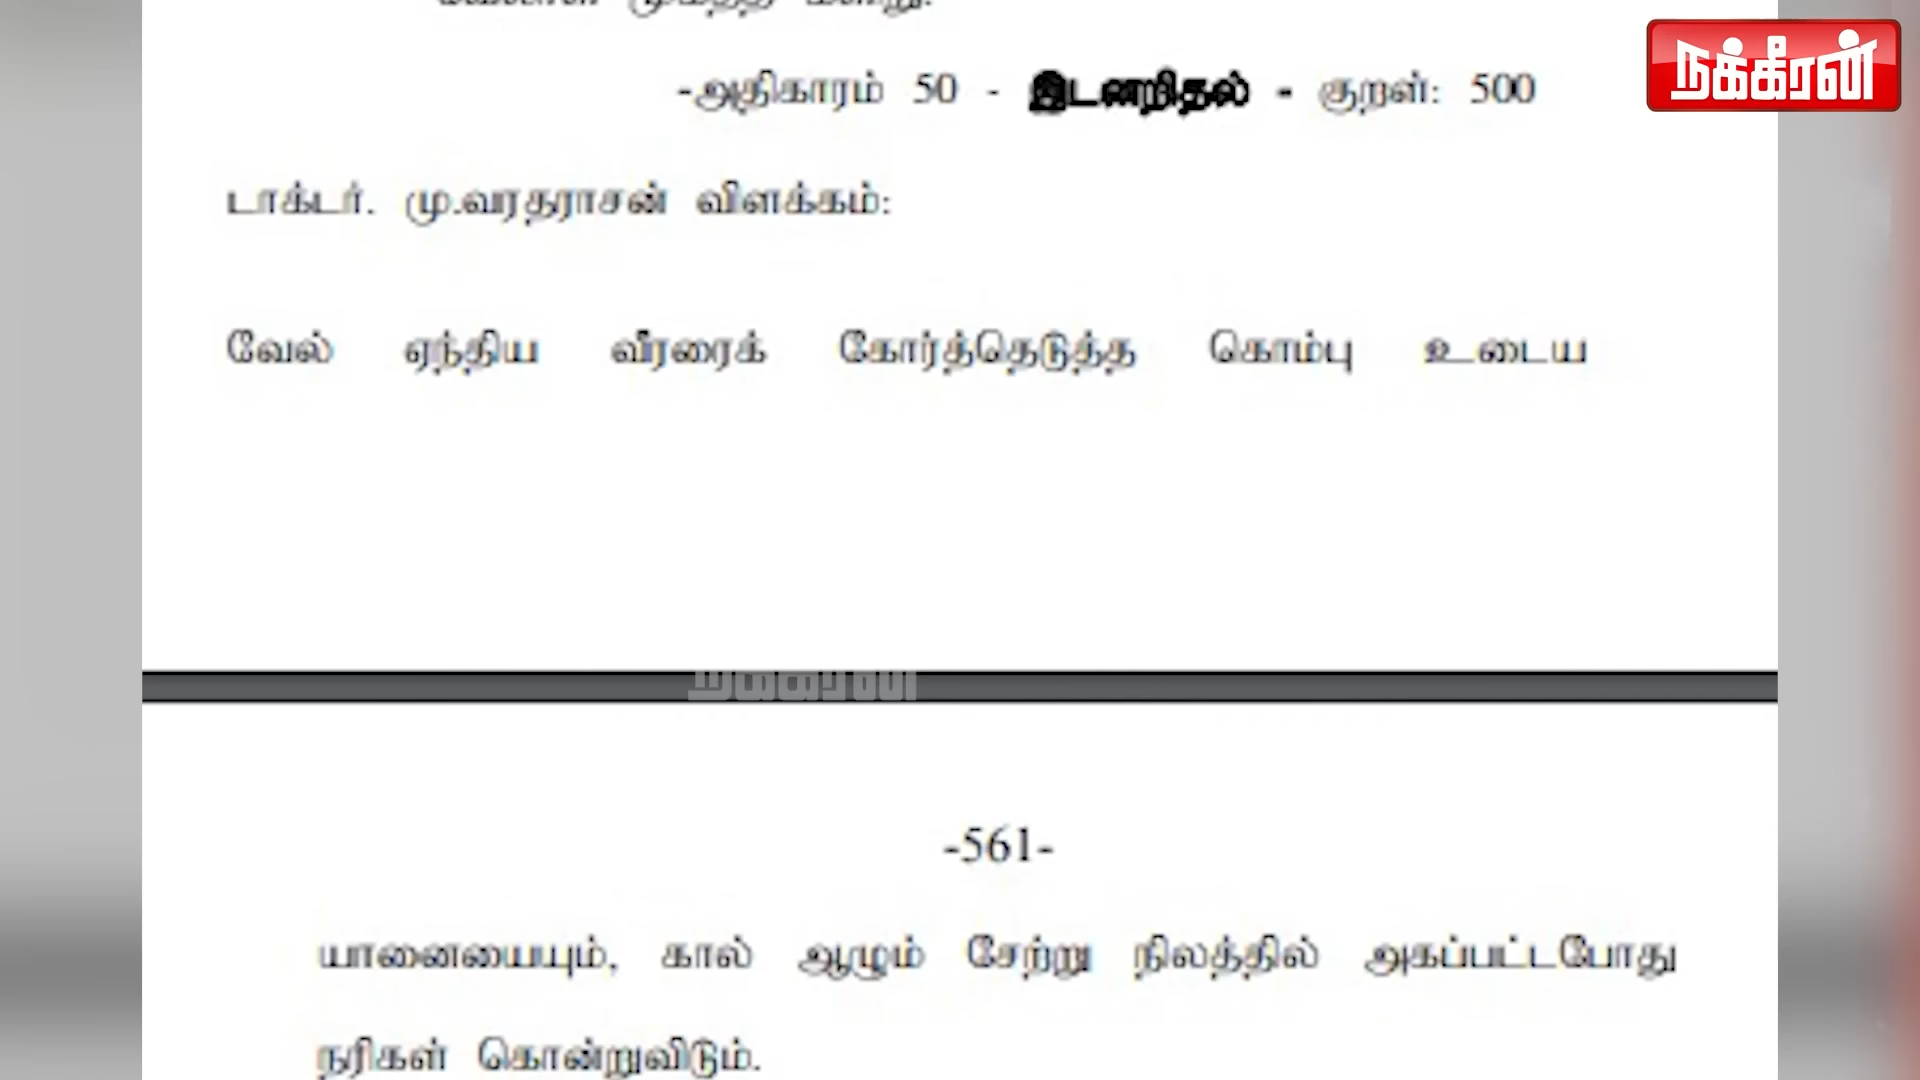 நக்கீரன்
-அதிகாரம் 50 - இடனறிதல் - குறள்: 500
டாக்டர். மு.வரதராசன் விளக்கம்:
வேல் ஏந்திய வீரரைக் கோர்த்தெடுத்த கொம்பு உடைய
-561-
யானையையும், கால் ஆழும் சேற்று நிலத்தில் அகப்பட்டபோது
நரிகள் கொன்றுவிடும்.